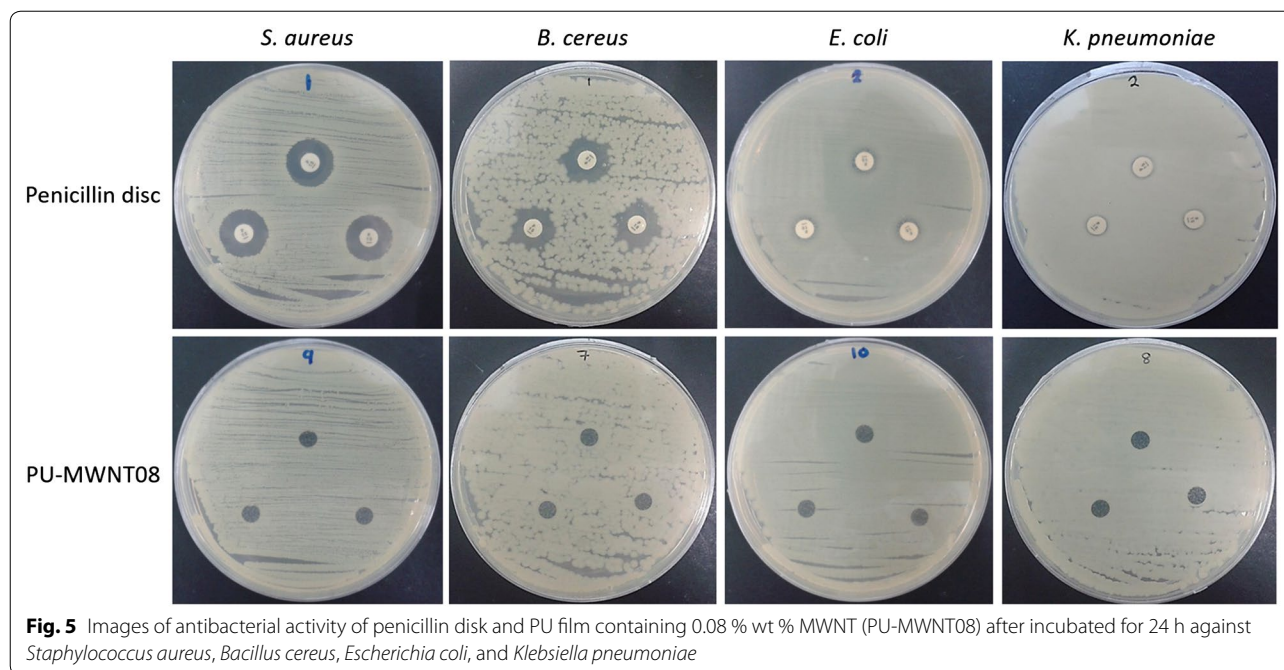 S. aureus B. cereus E. coli K. pneumoniae
Penicillin disc
1 1 2 2
PU-MWNT08
9 7 10 8
Fig. 5 Images of antibacterial activity of penicillin disk and PU film containing 0.08 % wt % MWNT (PU-MWNT08) after incubated for 24 h against
Staphylococcus aureus, Bacillus cereus, Escherichia coli, and Klebsiella pneumoniae